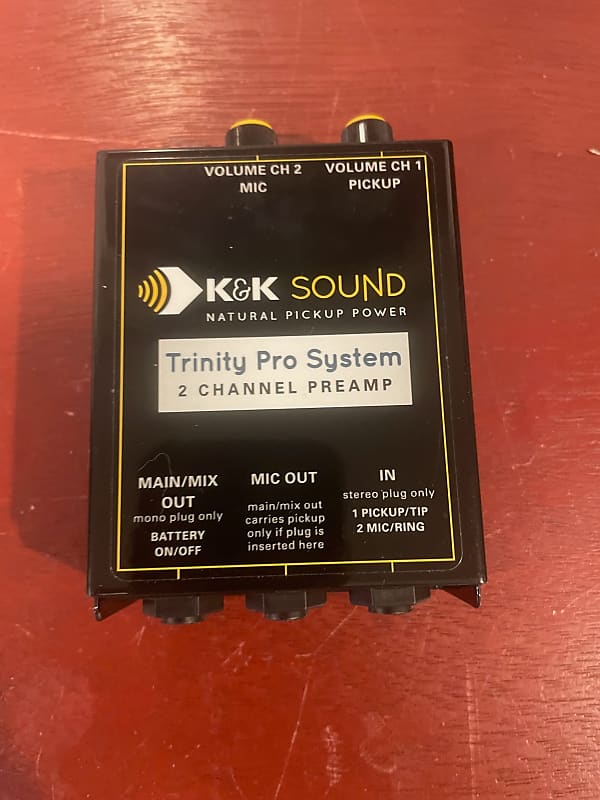 VOLUME CH 2
MIC
VOLUME CH 1
PICKUP
K&K SOUND
NATURAL PICKUP POWER
Trinity Pro System
2 CHANNEL PREAMP
MAIN/MIX
OUT
mono plug only
BATTERY
ON/OFF
MIC OUT
main/mix out
carries pickup
only if plug is
inserted here
IN
stereo plug only
1 PICKUP/TIP
2 MIC/RING